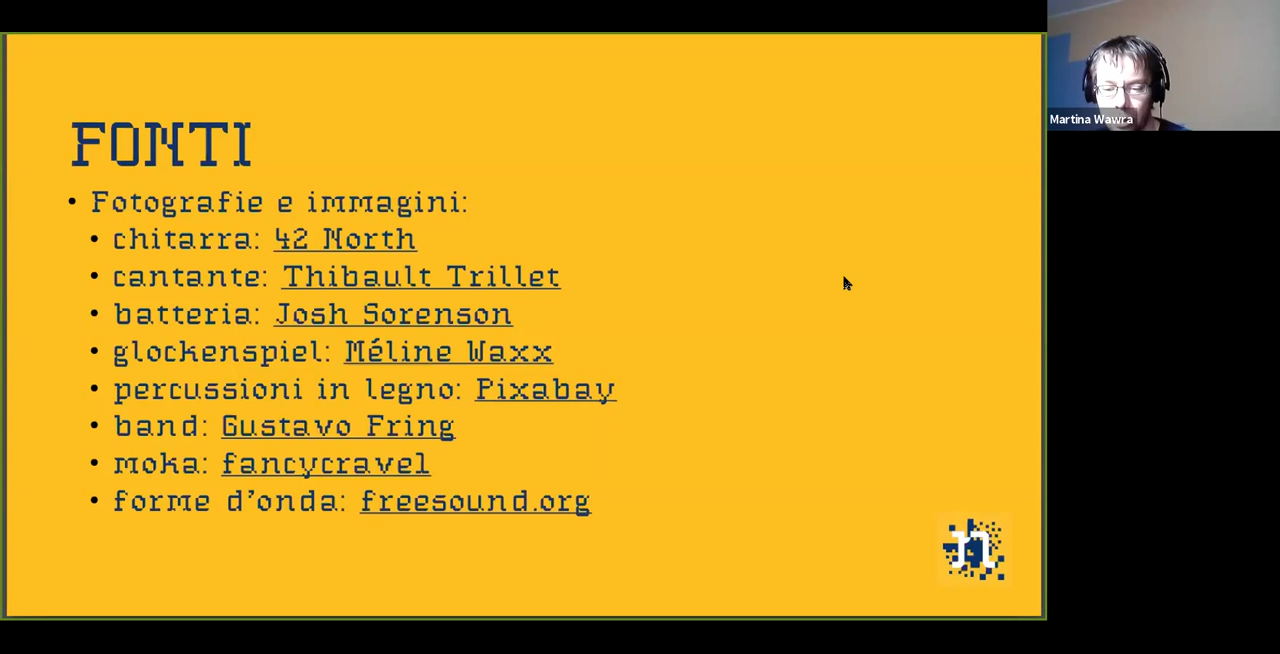 FONTI
• Fotografie e immagini:
• chitarra: 42 North
• cantante: Thibault Trillet
• batteria: Josh Sorenson
• glockenspiel: Méline Waxx
• percussioni in legno: Pixabay
• band: Gustavo Fring
• moka: fancycravel
• forme d'onda: freesound.org
n
Martina Wawra